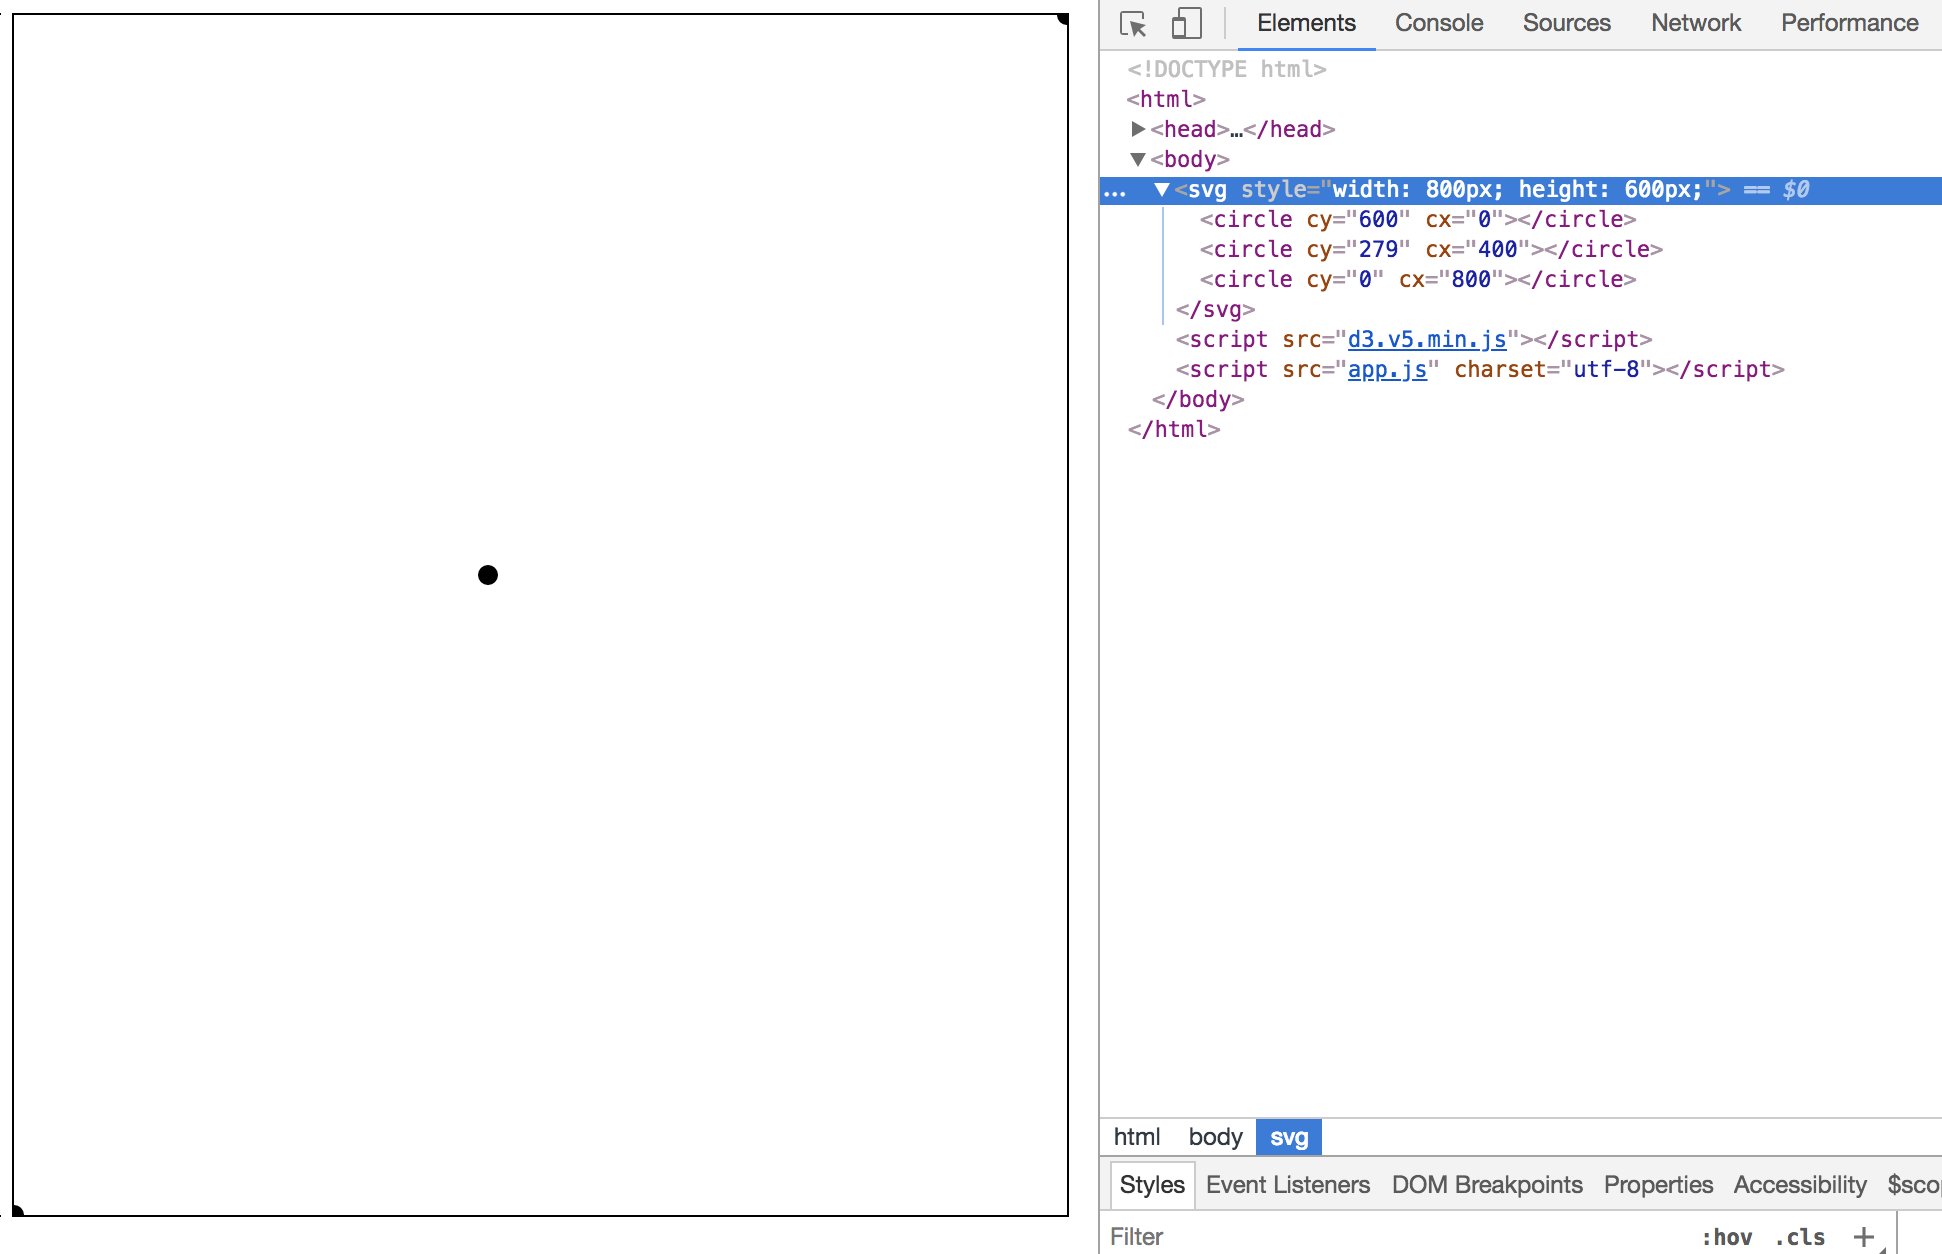 Elements Console Sources Network Performance
<!DOCTYPE html>
<html>
<head>…</head>
<body>
… <svg style="width: 800px; height: 600px;"> == $0
<circle cy="600" cx="0"></circle>
<circle cy="279" cx="400"></circle>
<circle cy="0" cx="800"></circle>
</svg>
<script src="d3.v5.min.js"></script>
<script src="app.js" charset="utf-8"></script>
</body>
</html>
html body svg
Styles Event Listeners DOM Breakpoints Properties Accessibility $sco
Filter :hov .cls +